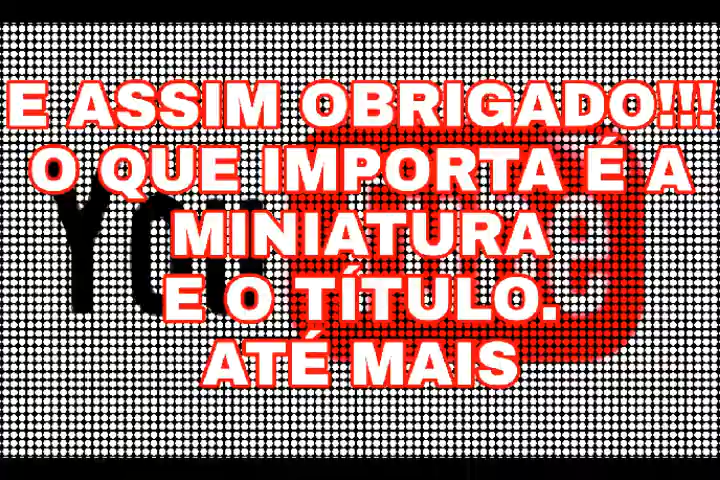 E ASSIM OBRIGADO!!!
O QUE IMPORTA É A
MINIATURA
E O TÍTULO.
ATÉ MAIS